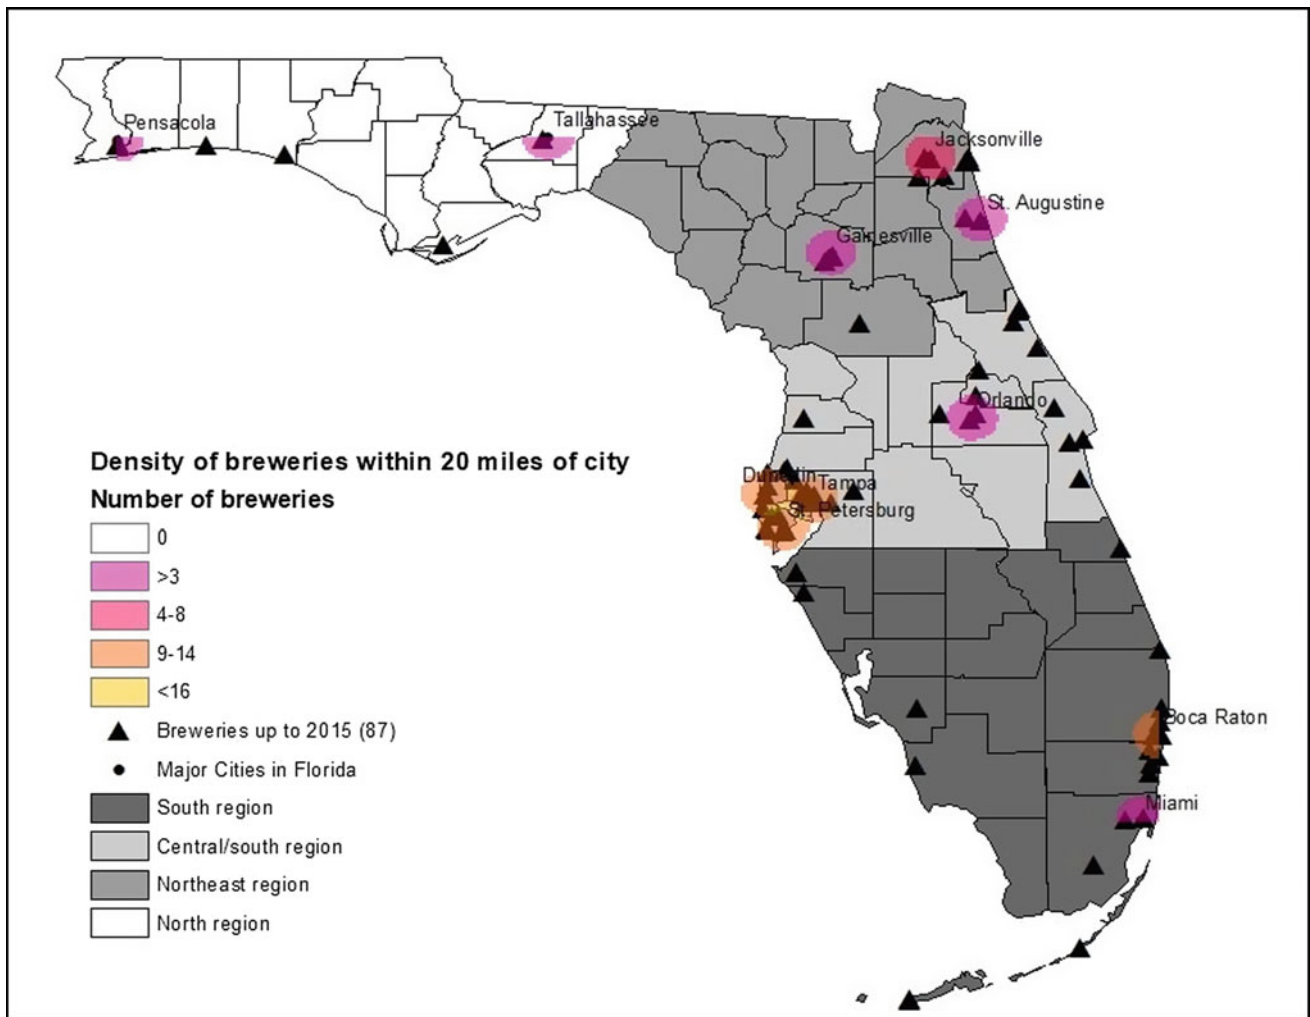 Pensacola
Tallahassee
Jacksonville
St. Augustine
Gainesville
Orlando
Density of breweries within 20 miles of city
Number of breweries
0
>3
4-8
9-14
<16
Breweries up to 2015 (87)
Major Cities in Florida
South region
Central/south region
Northeast region
North region
Dunedin
Tampa
St. Petersburg
Boca Raton
Miami